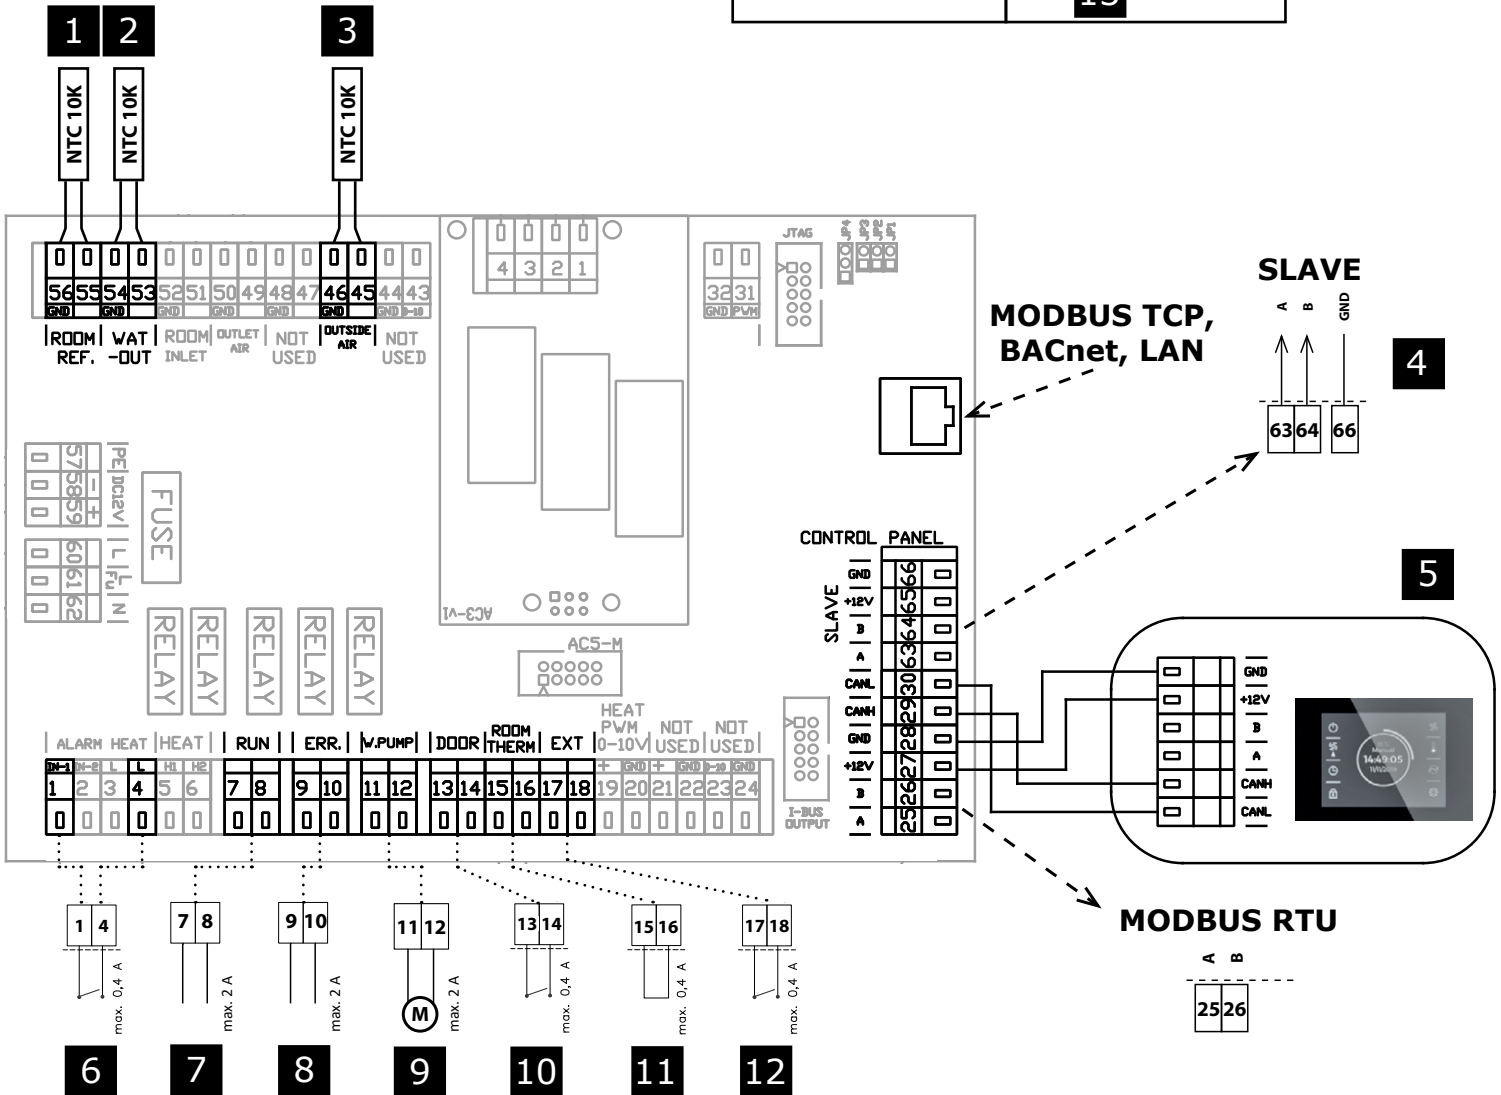 13
1 2 3
NTC 10K NTC 10K NTC 10K
56 55 54 53 52 51 50 49 48 47 46 45 44 43
GND GND GND GND GND GND GND 0-10
ROOM REF.
WAT -OUT
ROOM INLET
OUTLET AIR
NOT USED
OUTSIDE AIR
NOT USED
4 3 2 1
32 31
GND PWM
JTAG
JP4 JP3 JP2 JP1
MODBUS TCP,
BACnet, LAN
SLAVE
A B GND
63 64 66
4
57 58 59
PE - +
DC12V
60 61 62
L L Fu N
FUSE
RELAY RELAY RELAY RELAY RELAY
AC3-v1
AC5-M
CONTROL PANEL
SLAVE
GND 66
+12V 65
B 64
A 63
CANL 30
CANH 29
GND 28
+12V 27
B 26
A 25
5
GND
+12V
B
A
CANH
CANL
Manual
14:49:05
ALARM HEAT HEAT RUN ERR. W.PUMP DOOR
ROOM THERM
EXT
HEAT PWM 0-10V
NOT USED
NOT USED
IN-1 IN-2 L L H1 H2 + GND + GND 0-10 GND
1 2 3 4 5 6 7 8 9 10 11 12 13 14 15 16 17 18 19 20 21 22 23 24
I-BUS
OUTPUT
1 4
max. 0,4 A
7 8
max. 2 A
9 10
max. 2 A
11 12
M
max. 2 A
13 14
max. 0,4 A
15 16
max. 0,4 A
17 18
max. 0,4 A
MODBUS RTU
A B
25 26
6 7 8 9 10 11 12